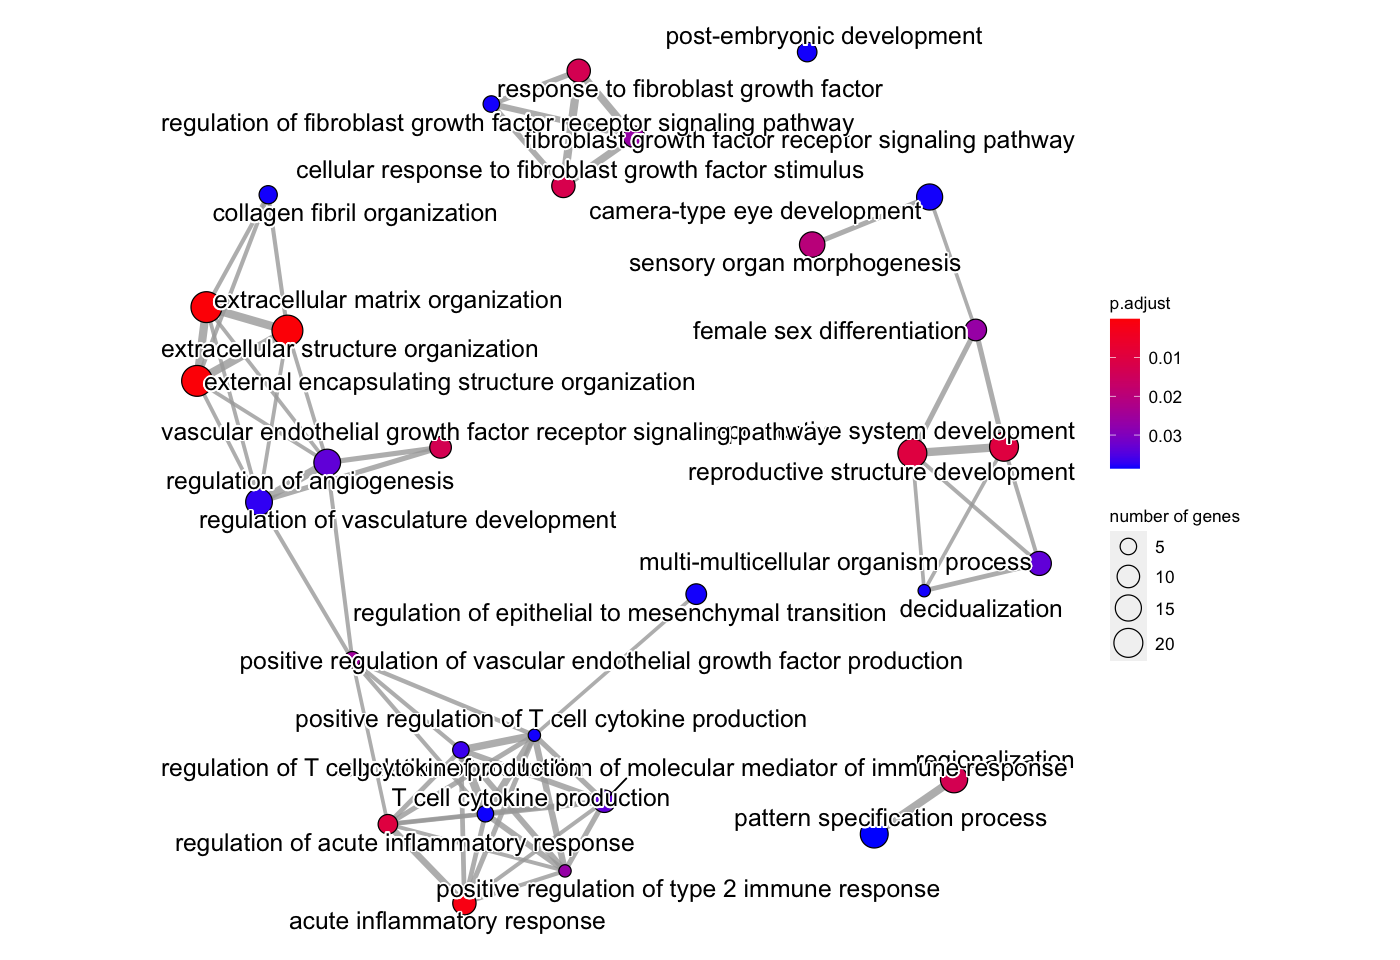 post-embryonic development
response to fibroblast growth factor
regulation of fibroblast growth factor receptor signaling pathway
fibroblast growth factor receptor signaling pathway
cellular response to fibroblast growth factor stimulus
collagen fibril organization
camera-type eye development
sensory organ morphogenesis
extracellular matrix organization
p.adjust
female sex differentiation
extracellular structure organization
0.01
external encapsulating structure organization
0.02
vascular endothelial growth factor receptor signaling pathway
system development
0.03
reproductive structure development
regulation of angiogenesis
regulation of vasculature development
number of genes
5
multi-multicellular organism process
10
regulation of epithelial to mesenchymal transition
decidualization
15
20
positive regulation of vascular endothelial growth factor production
positive regulation of T cell cytokine production
regionalization
regulation of T cell cytokine production
of molecular mediator of immune response
T cell cytokine production
pattern specification process
regulation of acute inflammatory response
positive regulation of type 2 immune response
acute inflammatory response